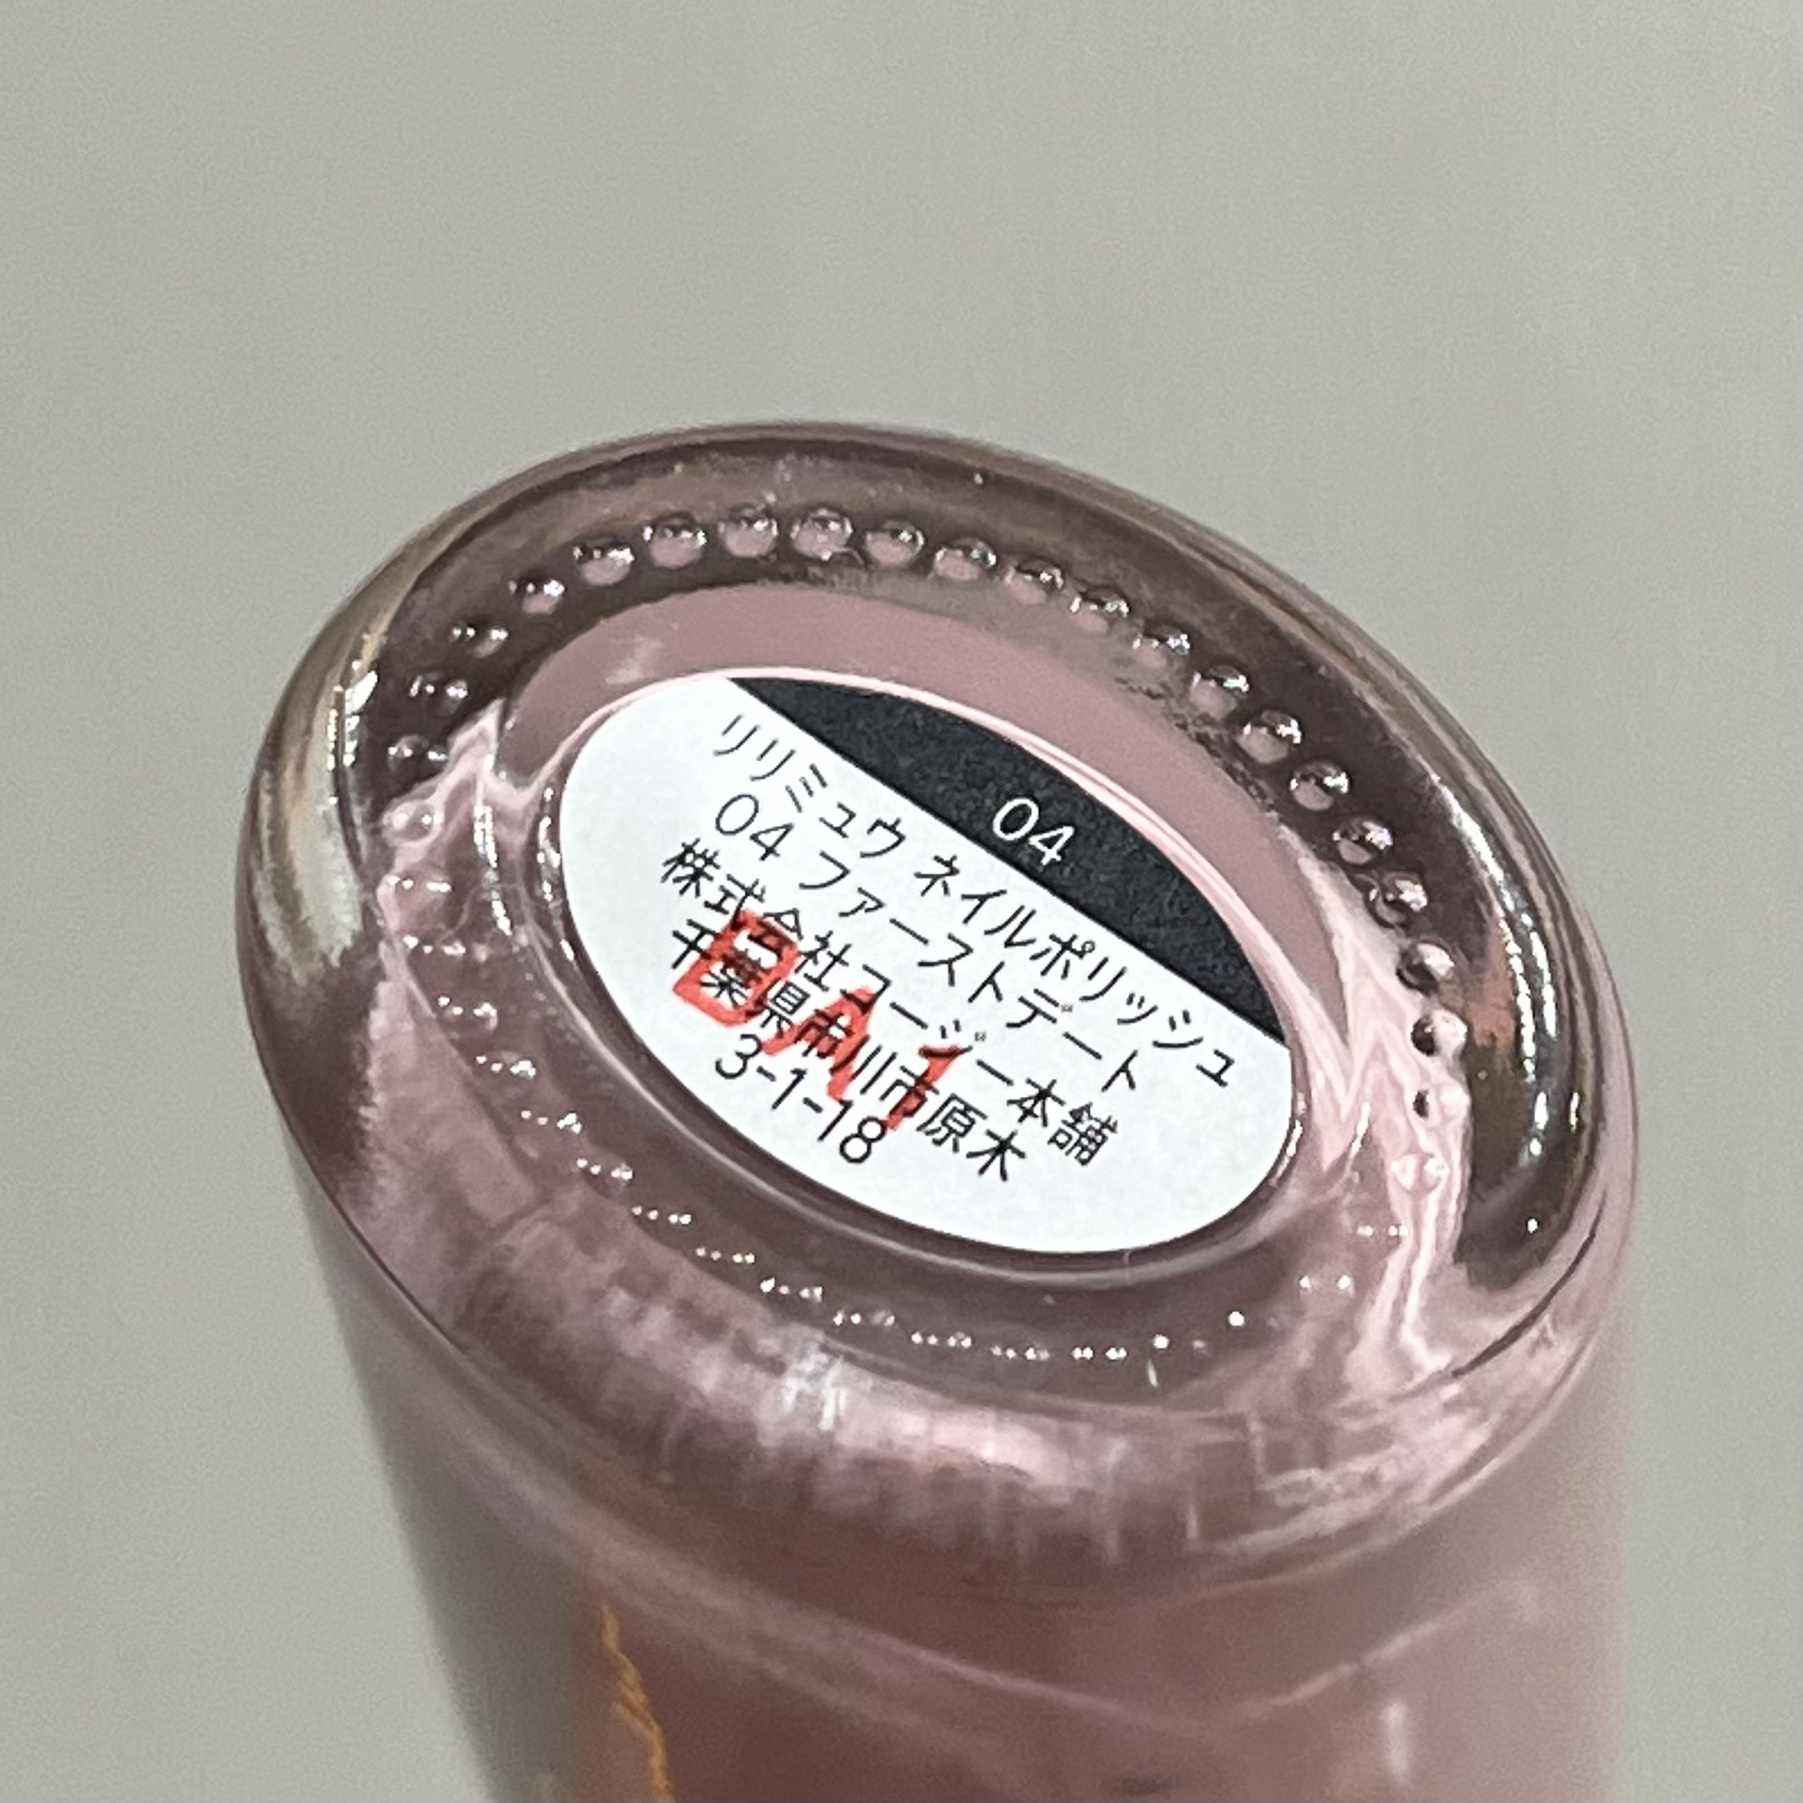 04
リリミュウ ネイルポリッシュ
04 ファーストデート
株式会社コージー本舗
千葉県市川市原木
3-1-18
BA1